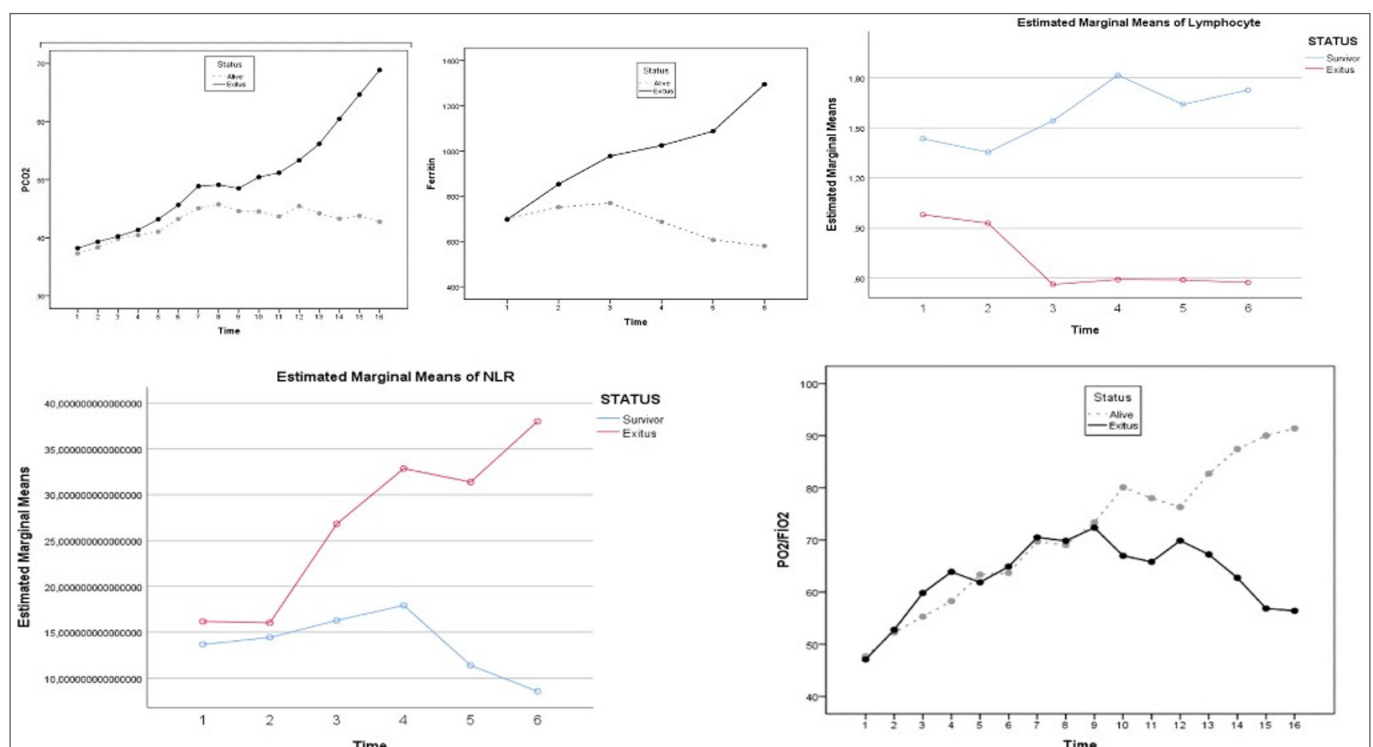 Status
Alive
Exitus
70
60
50
40
30
PCO2
1 2 3 4 5 6 7 8 9 10 11 12 13 14 15 16
Time
Status
Alive
Exitus
1400
1200
1000
800
600
400
Ferritin
1 2 3 4 5 6
Time
Estimated Marginal Means of Lymphocyte
STATUS
Survivor
Exitus
1,80
1,50
1,20
,90
,60
Estimated Marginal Means
1 2 3 4 5 6
Time
Estimated Marginal Means of NLR
STATUS
Survivor
Exitus
40,000000000000000
35,000000000000000
30,000000000000000
25,000000000000000
20,000000000000000
15,000000000000000
10,000000000000000
Estimated Marginal Means
1 2 3 4 5 6
Time
Status
Alive
Exitus
100
90
80
70
60
50
40
PO2/FİO2
1 2 3 4 5 6 7 8 9 10 11 12 13 14 15 16
Time